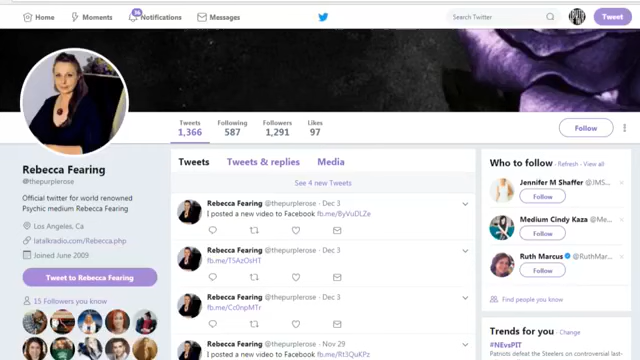 Home
Moments
36
Notifications
Messages
Search Twitter
Tweet
Tweets
1,366
Following
587
Followers
1,291
Likes
97
Follow
Rebecca Fearing
@thepurplerose
Official twitter for world renowned
Psychic medium Rebecca Fearing
Los Angeles, CA
latalkradio.com/Rebecca.php
Joined June 2009
Tweet to Rebecca Fearing
15 Followers you know
Tweets
Tweets & replies
Media
See 4 new Tweets
Rebecca Fearing @thepurplerose · Dec 3
I posted a new video to Facebook fb.me/ByVuDLZe
Rebecca Fearing @thepurplerose · Dec 3
fb.me/T5AzOsHT
Rebecca Fearing @thepurplerose · Dec 3
fb.me/Cc0npMTr
Rebecca Fearing @thepurplerose · Nov 29
I posted a new video to Facebook fb.me/Rt3QuKPz
Who to follow · Refresh · View all
Jennifer M Shaffer @JMS...
Follow
Medium Cindy Kaza @Me...
Follow
Ruth Marcus @RuthMar...
Follow
Find people you know
Trends for you · Change
#NEvsPIT
Patriots defeat the Steelers on controversial last-